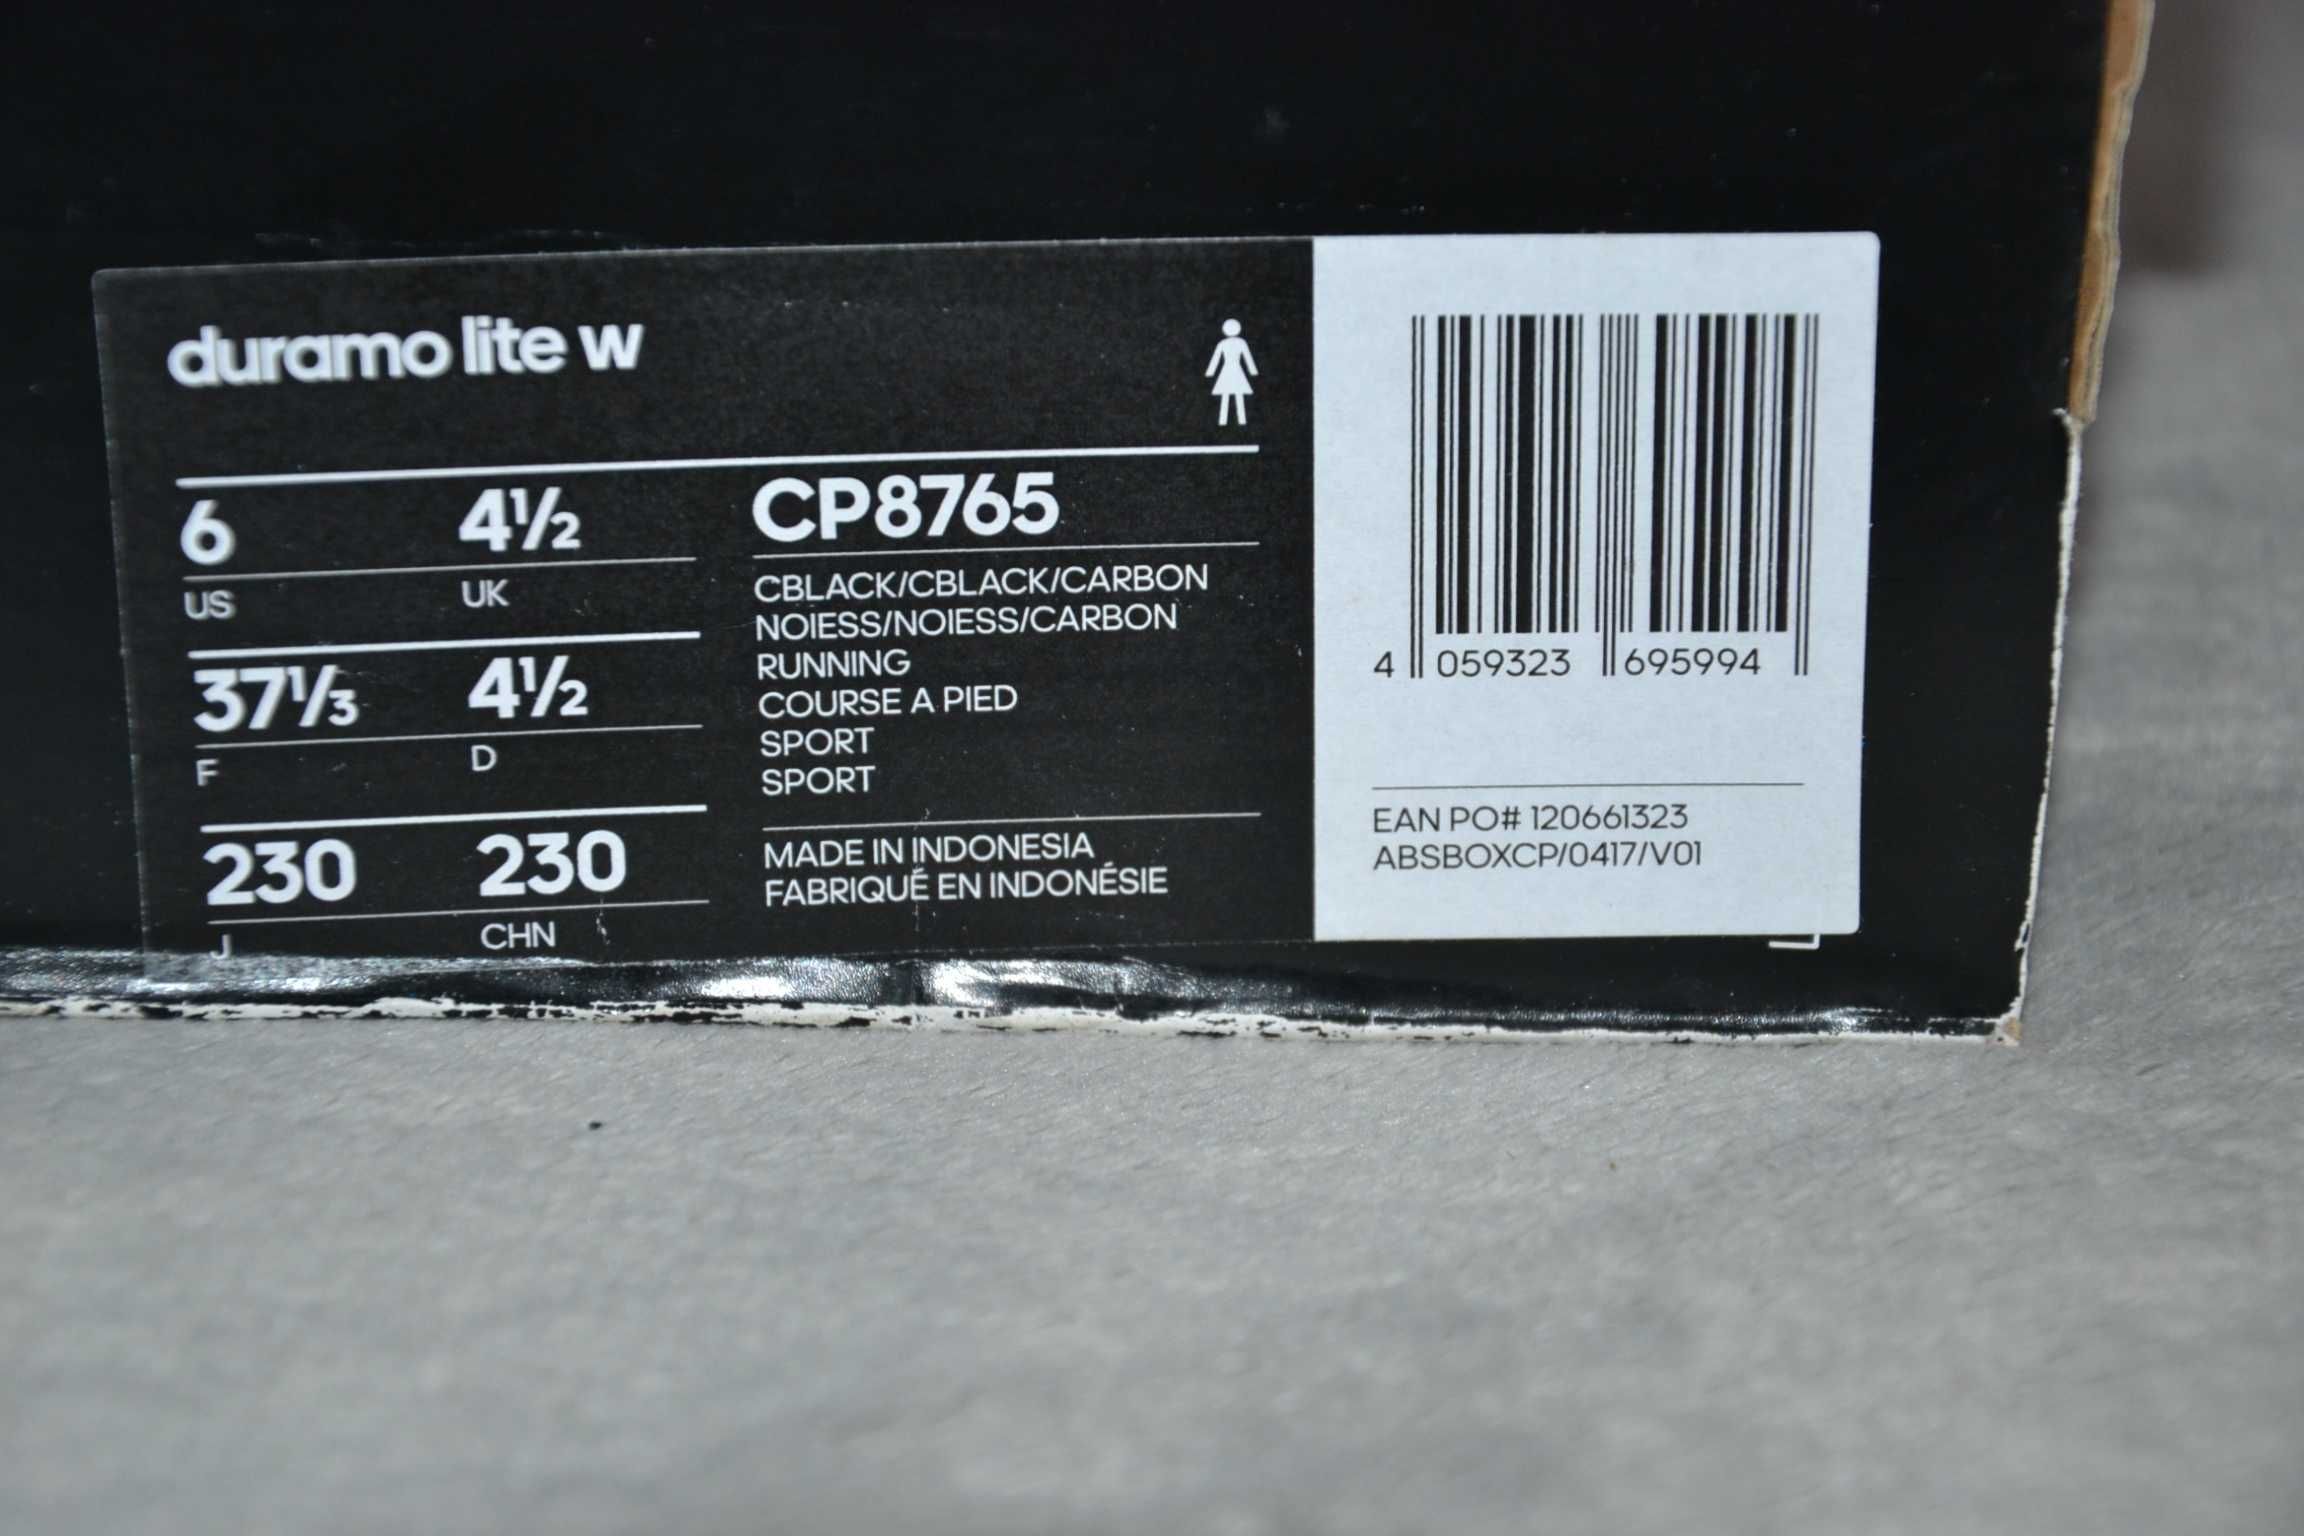 duramo lite w
6 4½
US UK
37⅓ 4½
F D
230 230
J CHN
CP8765
CBLACK/CBLACK/CARBON
NOIESS/NOIESS/CARBON
RUNNING
COURSE A PIED
SPORT
SPORT
MADE IN INDONESIA
FABRIQUÉ EN INDONÉSIE
4 059323 695994
EAN PO# 120661323
ABSBOXCP/0417/V01